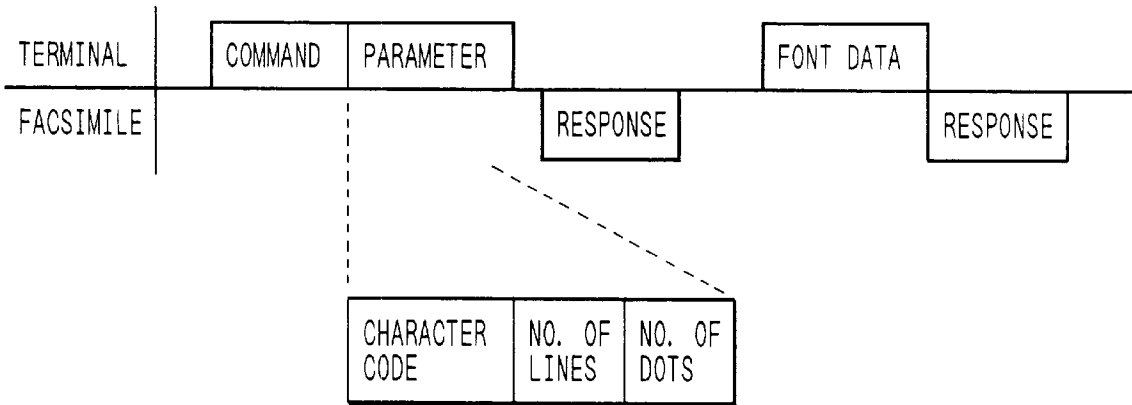 TERMINAL COMMAND PARAMETER FONT DATA
FACSIMILE RESPONSE RESPONSE
CHARACTER CODE NO. OF LINES NO. OF DOTS